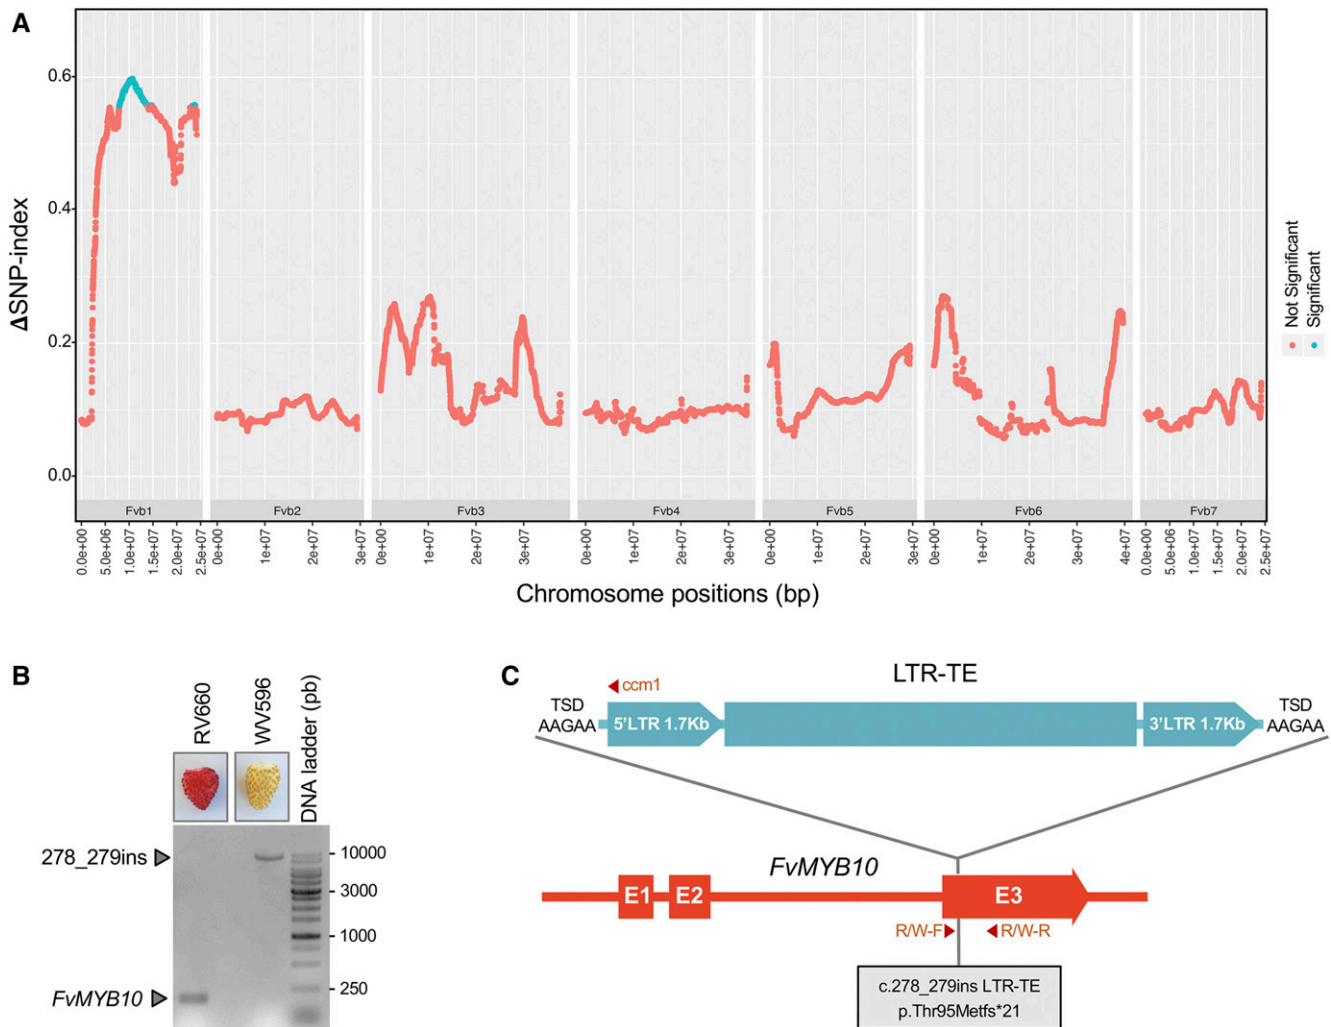 A
ΔSNP-index
0.6
0.4
0.2
0.0
Fvb1 Fvb2 Fvb3 Fvb4 Fvb5 Fvb6 Fvb7
0.0e+00 5.0e+06 1.0e+07 1.5e+07 2.0e+07 2.5e+07 0e+00 1e+07 2e+07 3e+07 0e+00 1e+07 2e+07 3e+07 0e+00 1e+07 2e+07 3e+07 0e+00 1e+07 2e+07 3e+07 0e+00 1e+07 2e+07 3e+07 4e+07 0.0e+00 5.0e+06 1.0e+07 1.5e+07 2.0e+07 2.5e+07
Chromosome positions (bp)
Not Significant
Significant
B
RV660
WV596
DNA ladder (pb)
278_279ins
FvMYB10
10000
3000
1000
250
C
LTR-TE
ccm1
TSD
AAGAA
5'LTR 1.7Kb
3'LTR 1.7Kb
TSD
AAGAA
FvMYB10
E1 E2 E3
R/W-F R/W-R
c.278_279ins LTR-TE
p.Thr95Metfs*21